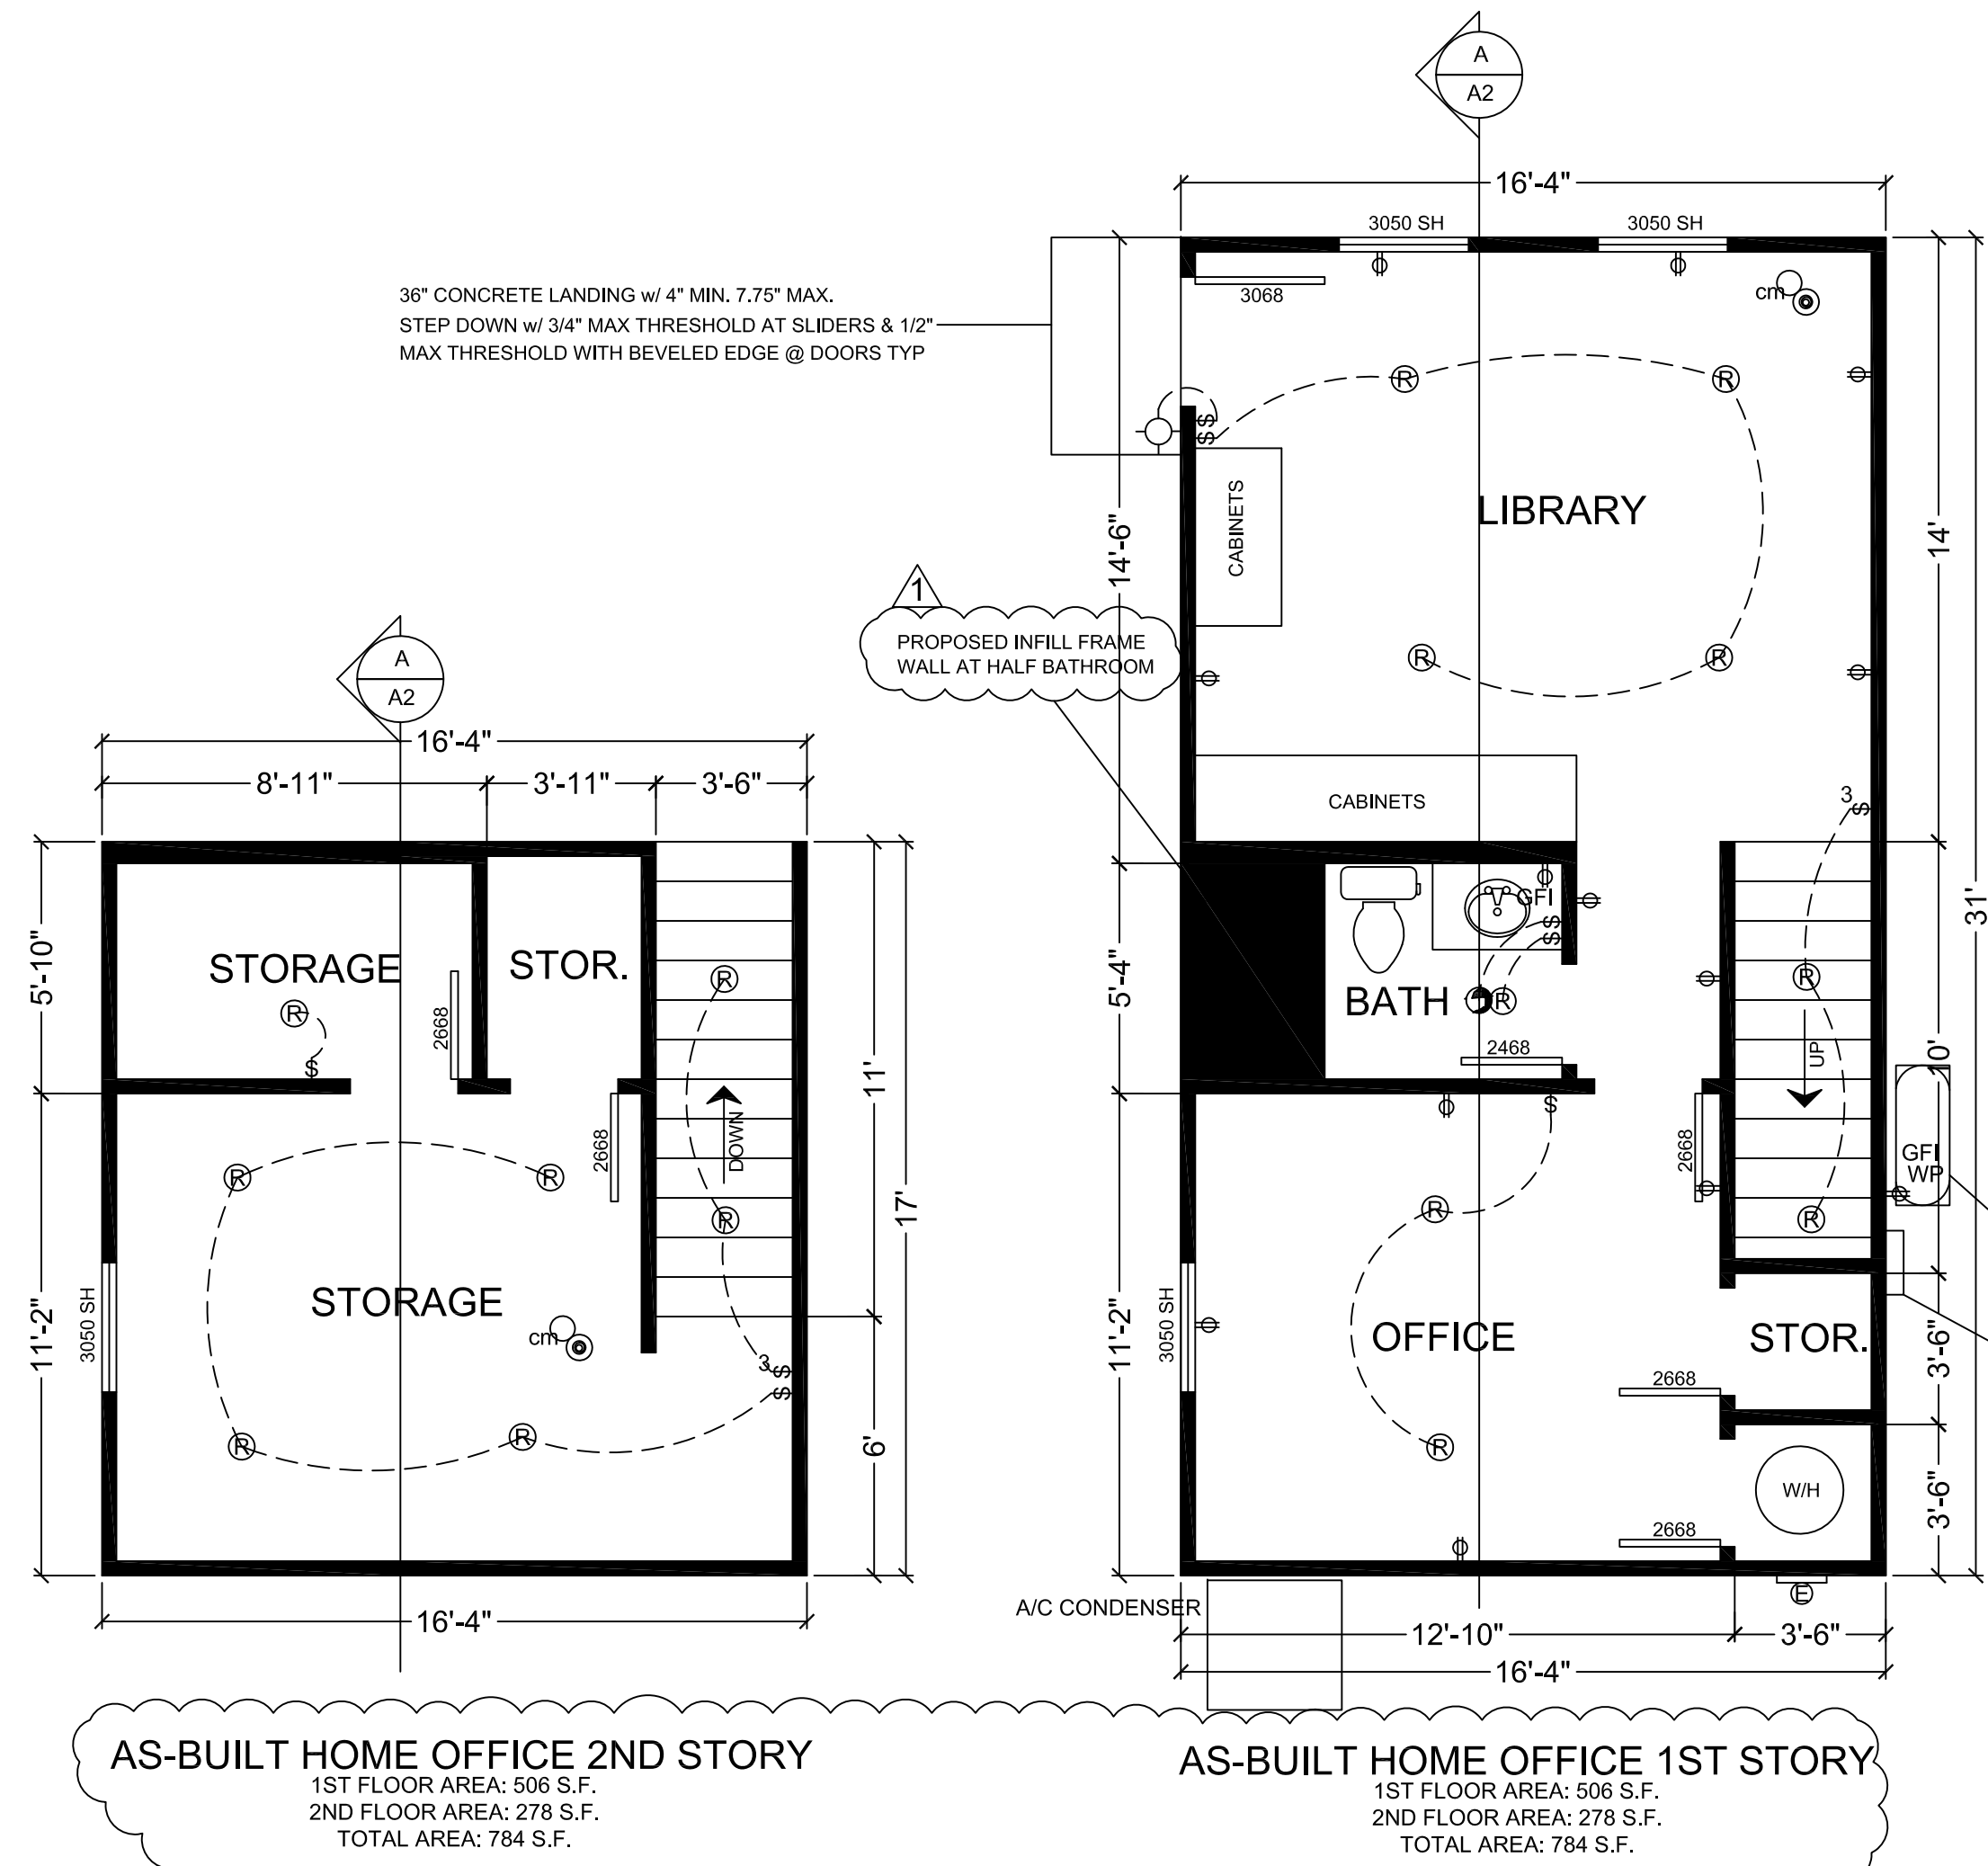 A
A2
16'-4"
3050 SH
3050 SH
3068
cm
36" CONCRETE LANDING w/ 4" MIN. 7.75" MAX.
STEP DOWN w/ 3/4" MAX THRESHOLD AT SLIDERS & 1/2"
MAX THRESHOLD WITH BEVELED EDGE @ DOORS TYP
R
R
$$
CABINETS
LIBRARY
14'-6"
14'
31'
1
PROPOSED INFILL FRAME
WALL AT HALF BATHROOM
R
R
CABINETS
3
$
A
A2
16'-4"
8'-11"
3'-11"
3'-6"
5'-10"
STORAGE
STOR.
R
R
$
2668
2668
DOWN
11'
17'
R
R
R
11'-2"
3050 SH
STORAGE
cm
3
$
$
R
R
6'
16'-4"
5'-4"
GFI
$$
BATH
R
2468
R
UP
10'
$
2668
GFI
WP
R
R
11'-2"
3050 SH
OFFICE
STOR.
3'-6"
2668
R
W/H
3'-6"
2668
E
A/C CONDENSER
12'-10"
3'-6"
16'-4"
AS-BUILT HOME OFFICE 2ND STORY
1ST FLOOR AREA: 506 S.F.
2ND FLOOR AREA: 278 S.F.
TOTAL AREA: 784 S.F.
AS-BUILT HOME OFFICE 1ST STORY
1ST FLOOR AREA: 506 S.F.
2ND FLOOR AREA: 278 S.F.
TOTAL AREA: 784 S.F.